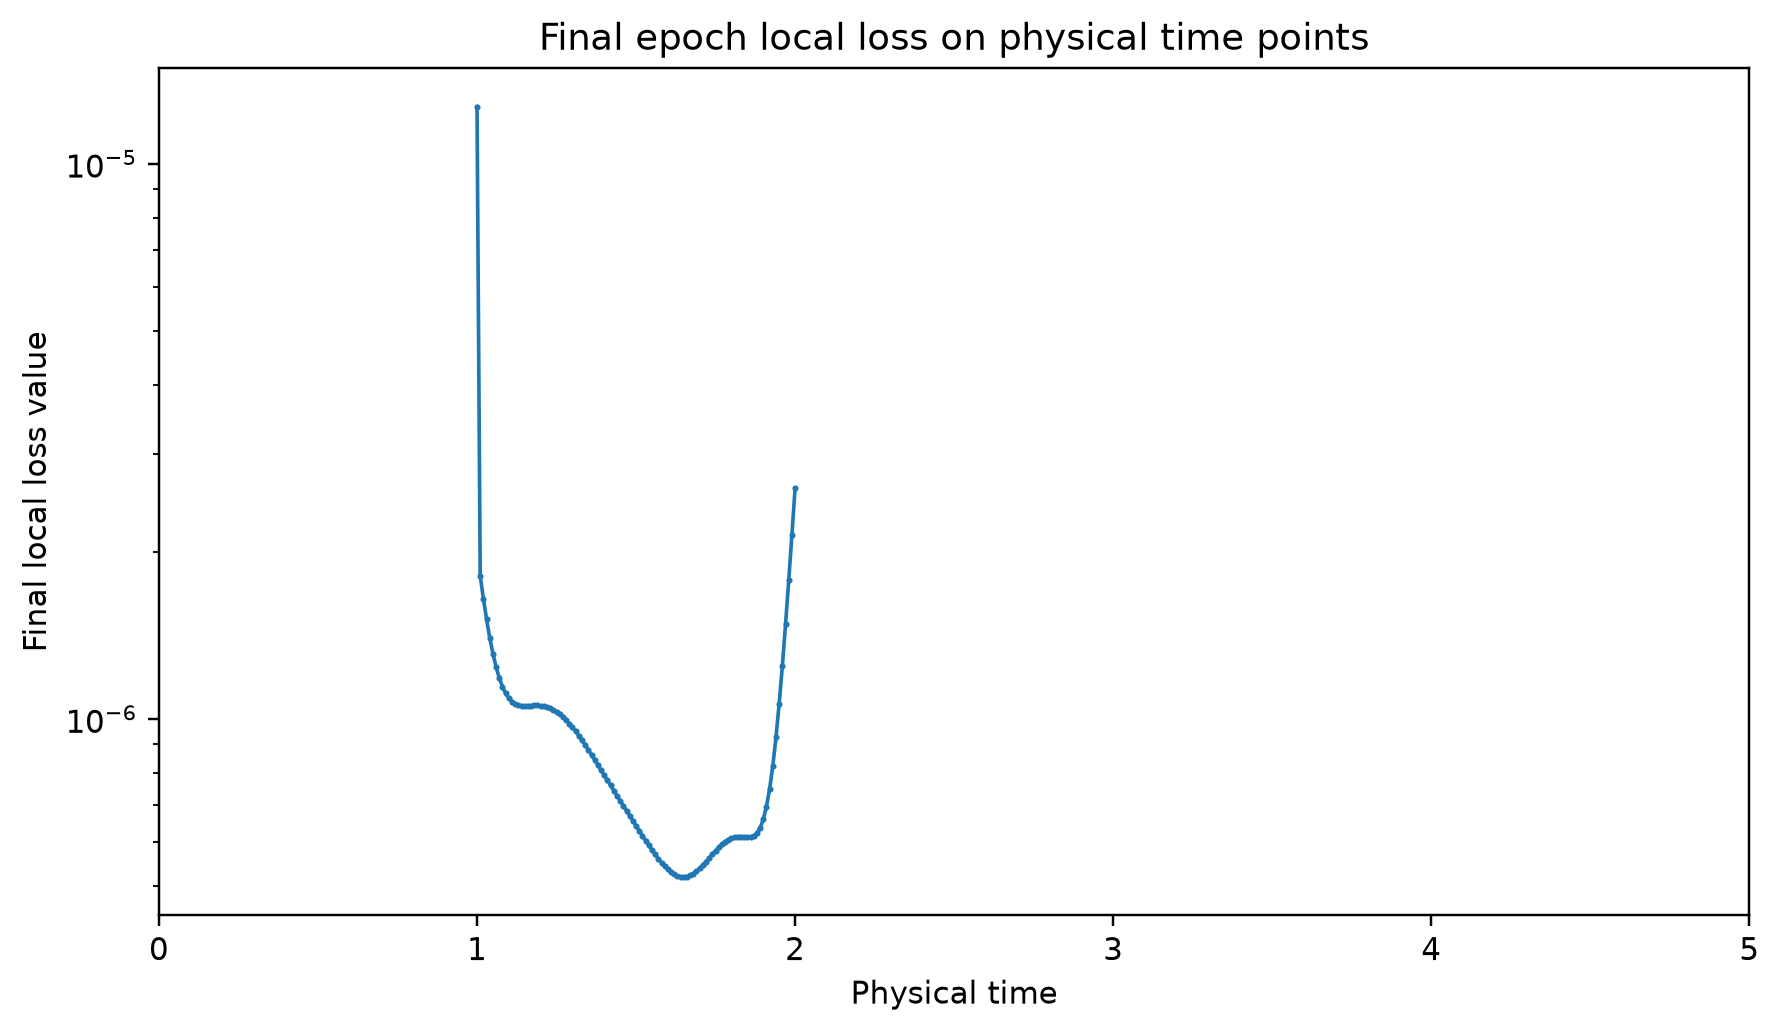 Final epoch local loss on physical time points
Final local loss value
10⁻⁵
10⁻⁶
0 1 2 3 4 5
Physical time